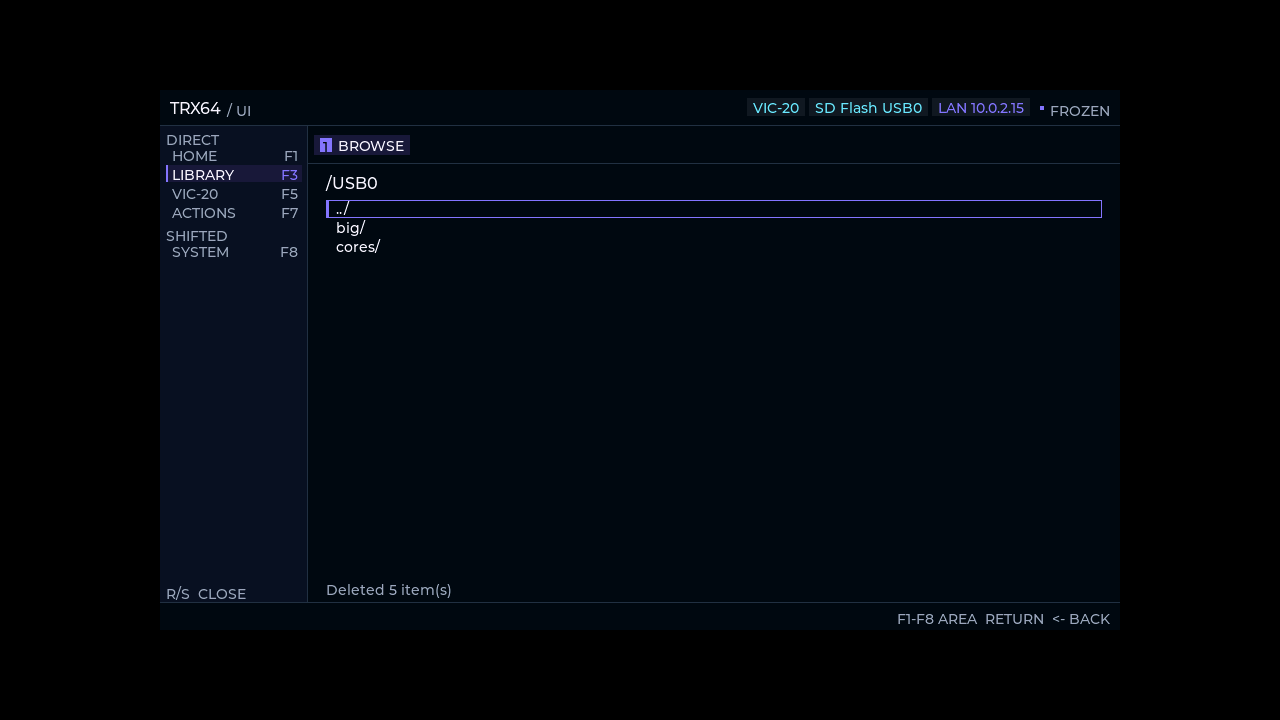 TRX64 / UI
VIC-20 SD Flash USB0 LAN 10.0.2.15 FROZEN
DIRECT
HOME F1
LIBRARY F3
VIC-20 F5
ACTIONS F7
SHIFTED
SYSTEM F8
R/S CLOSE
1 BROWSE
/USB0
../
big/
cores/
Deleted 5 item(s)
F1-F8 AREA RETURN <- BACK